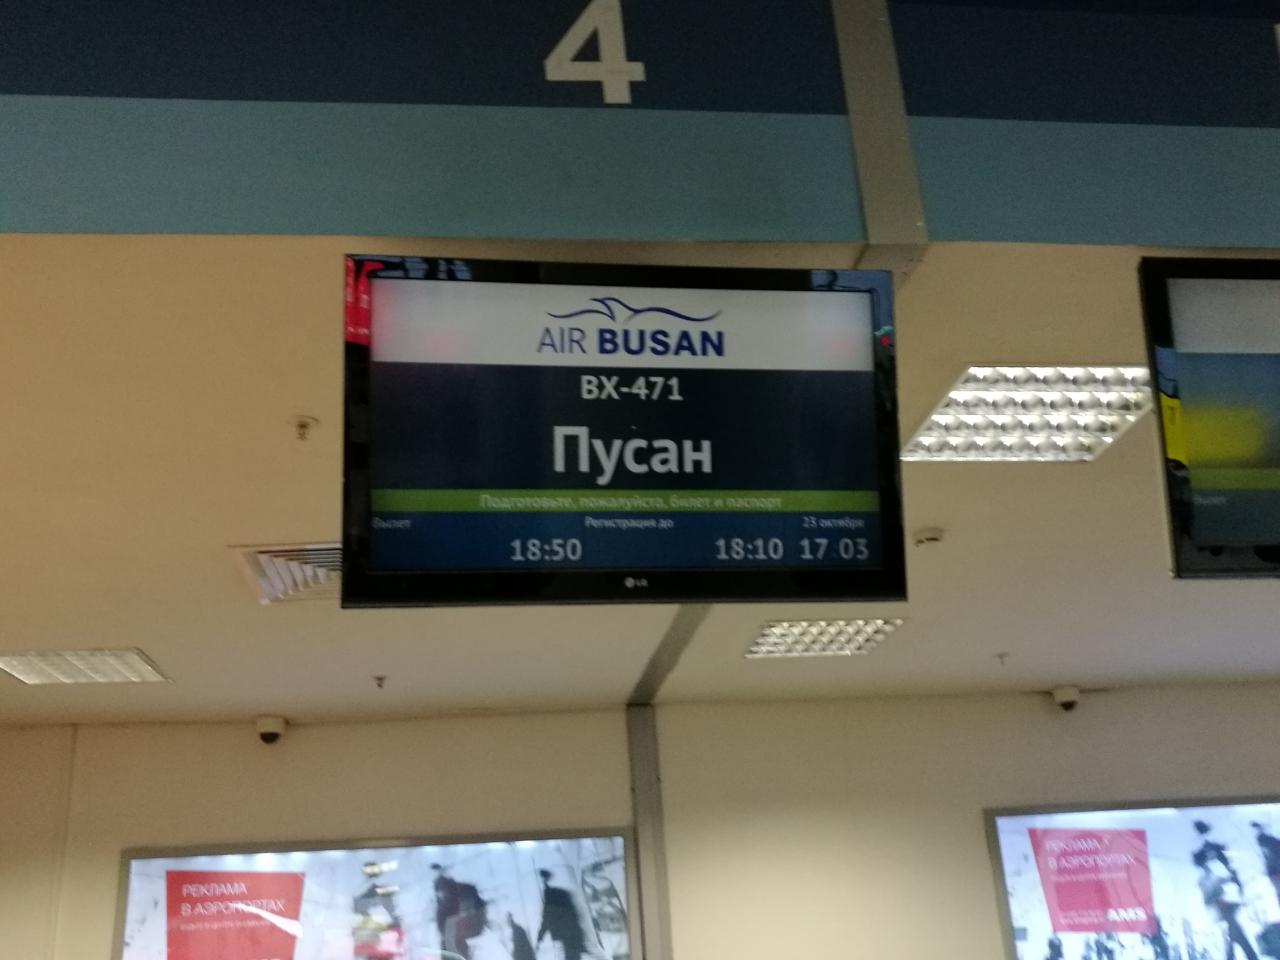 4
AIR BUSAN
BX-471
Пусан
Подготовьте, пожалуйста, билет и паспорт
Вылет Регистрация до 23 октября
18:50 18:10 17:03
LG
Вылет
РЕКЛАМА
В АЭРОПОРТАХ
РЕКЛАМА
В АЭРОПОРТАХ
AMS